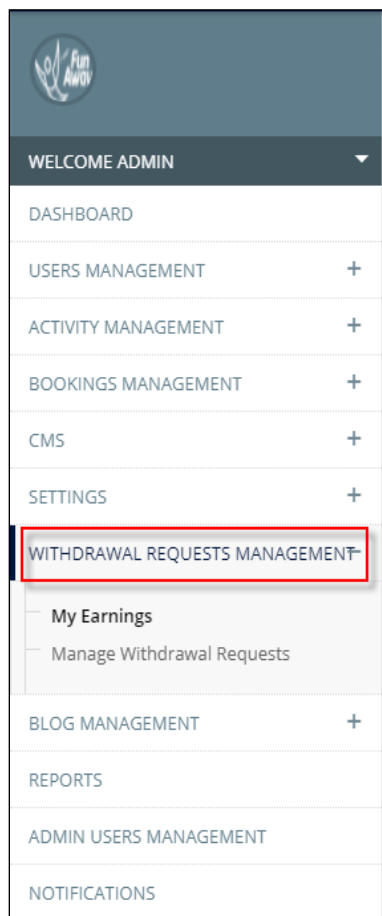 Fun
Away
WELCOME ADMIN
DASHBOARD
USERS MANAGEMENT +
ACTIVITY MANAGEMENT +
BOOKINGS MANAGEMENT +
CMS +
SETTINGS +
WITHDRAWAL REQUESTS MANAGEMENT-
My Earnings
Manage Withdrawal Requests
BLOG MANAGEMENT +
REPORTS
ADMIN USERS MANAGEMENT
NOTIFICATIONS